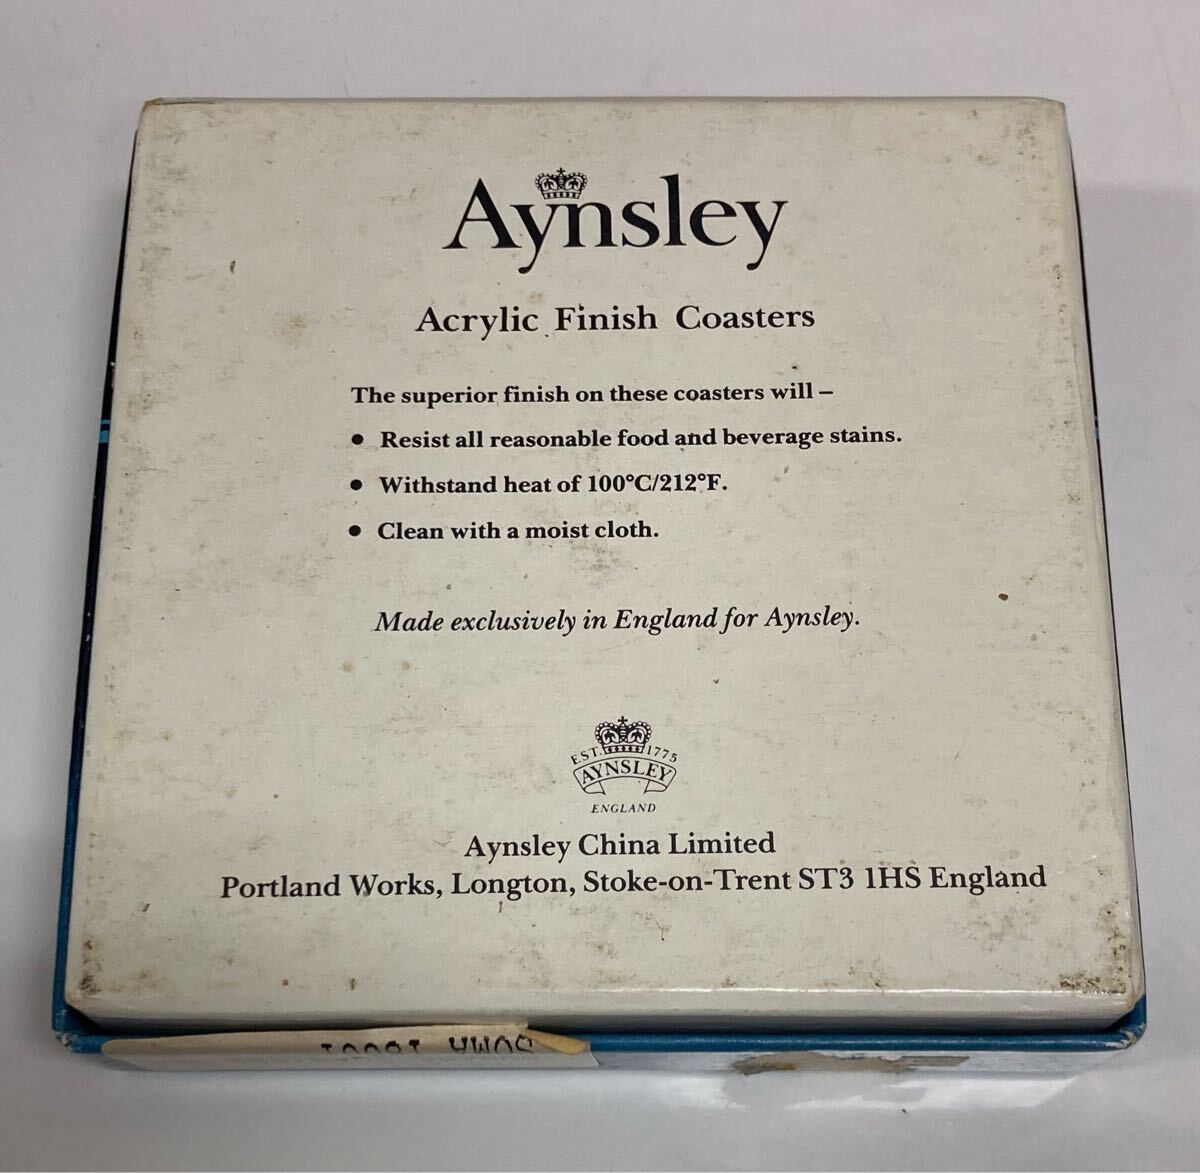 Aynsley
Acrylic Finish Coasters
The superior finish on these coasters will –
• Resist all reasonable food and beverage stains.
• Withstand heat of 100°C/212°F.
• Clean with a moist cloth.
Made exclusively in England for Aynsley.
EST. 1775
AYNSLEY
ENGLAND
Aynsley China Limited
Portland Works, Longton, Stoke-on-Trent ST3 1HS England